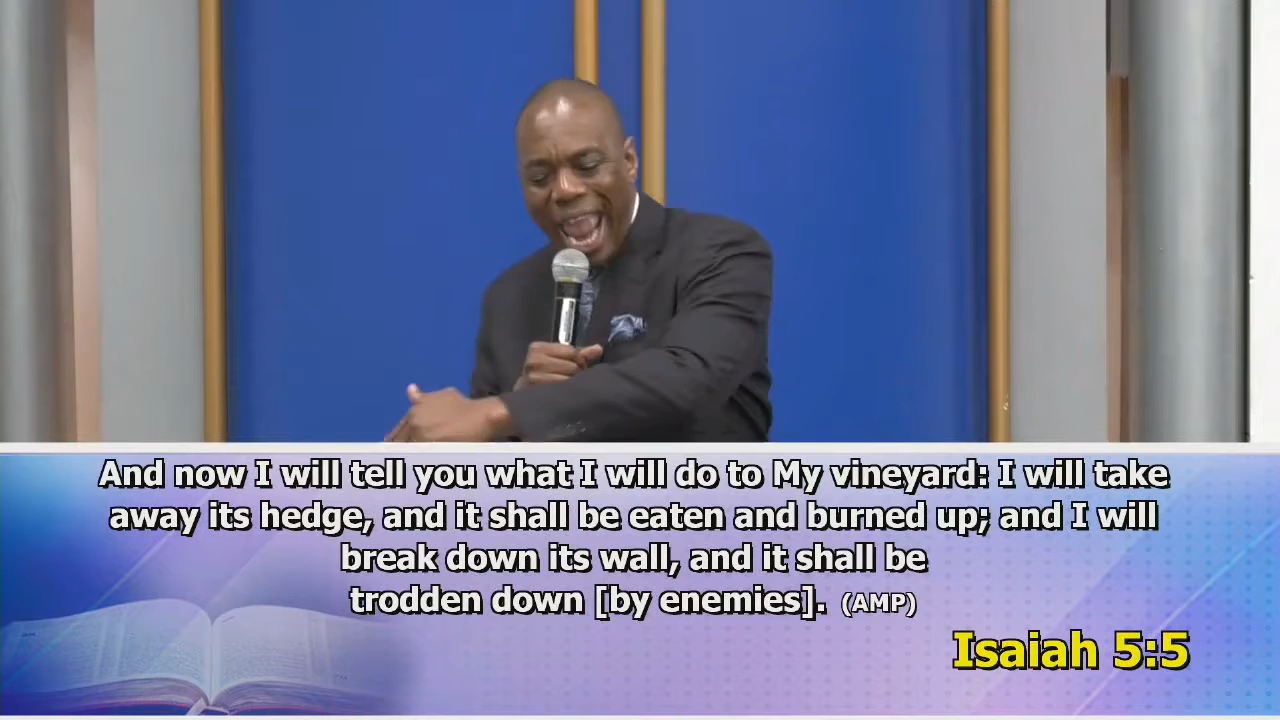 And now I will tell you what I will do to My vineyard: I will take
away its hedge, and it shall be eaten and burned up; and I will
break down its wall, and it shall be
trodden down [by enemies]. (AMP)
Isaiah 5:5